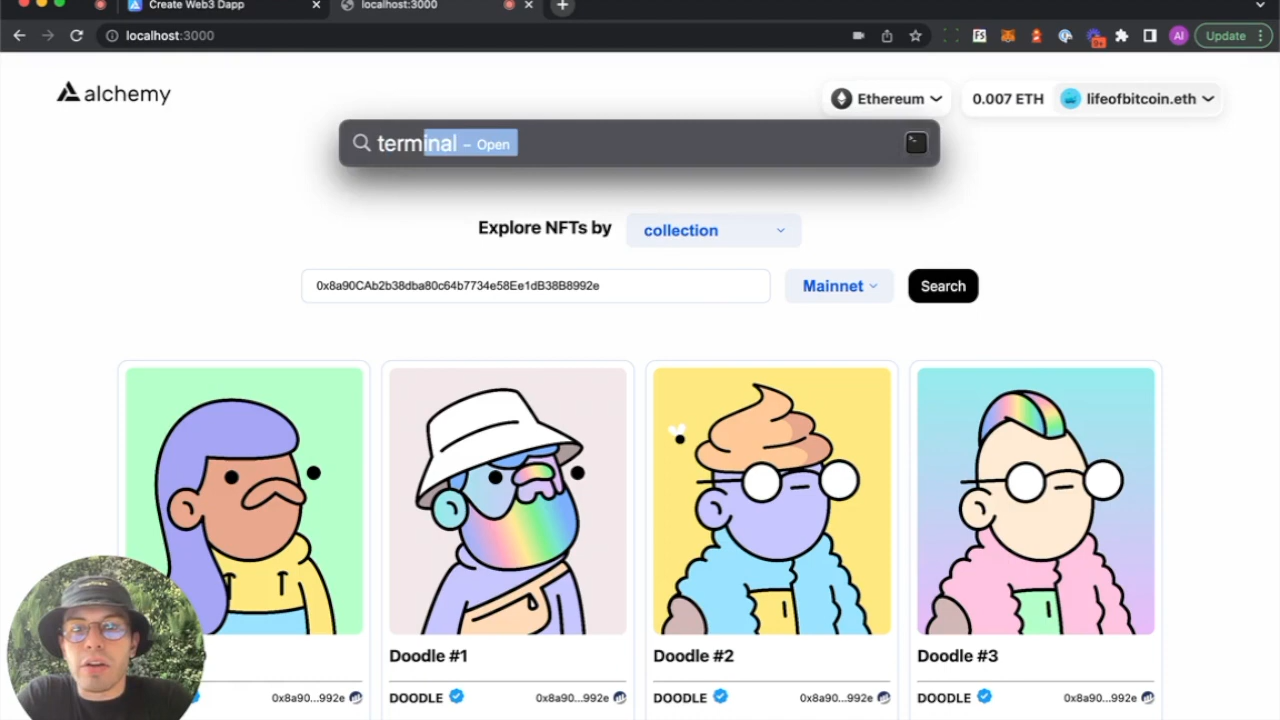 Create Web3 Dapp
localhost:3000
localhost:3000
AI
Update
alchemy
Ethereum
0.007 ETH
lifeofbitcoin.eth
terminal – Open
Explore NFTs by
collection
0x8a90CAb2b38dba80c64b7734e58Ee1dB38B8992e
Mainnet
Search
Doodle #1
Doodle #2
Doodle #3
0x8a90...992e
DOODLE
0x8a90...992e
DOODLE
0x8a90...992e
DOODLE
0x8a90...992e